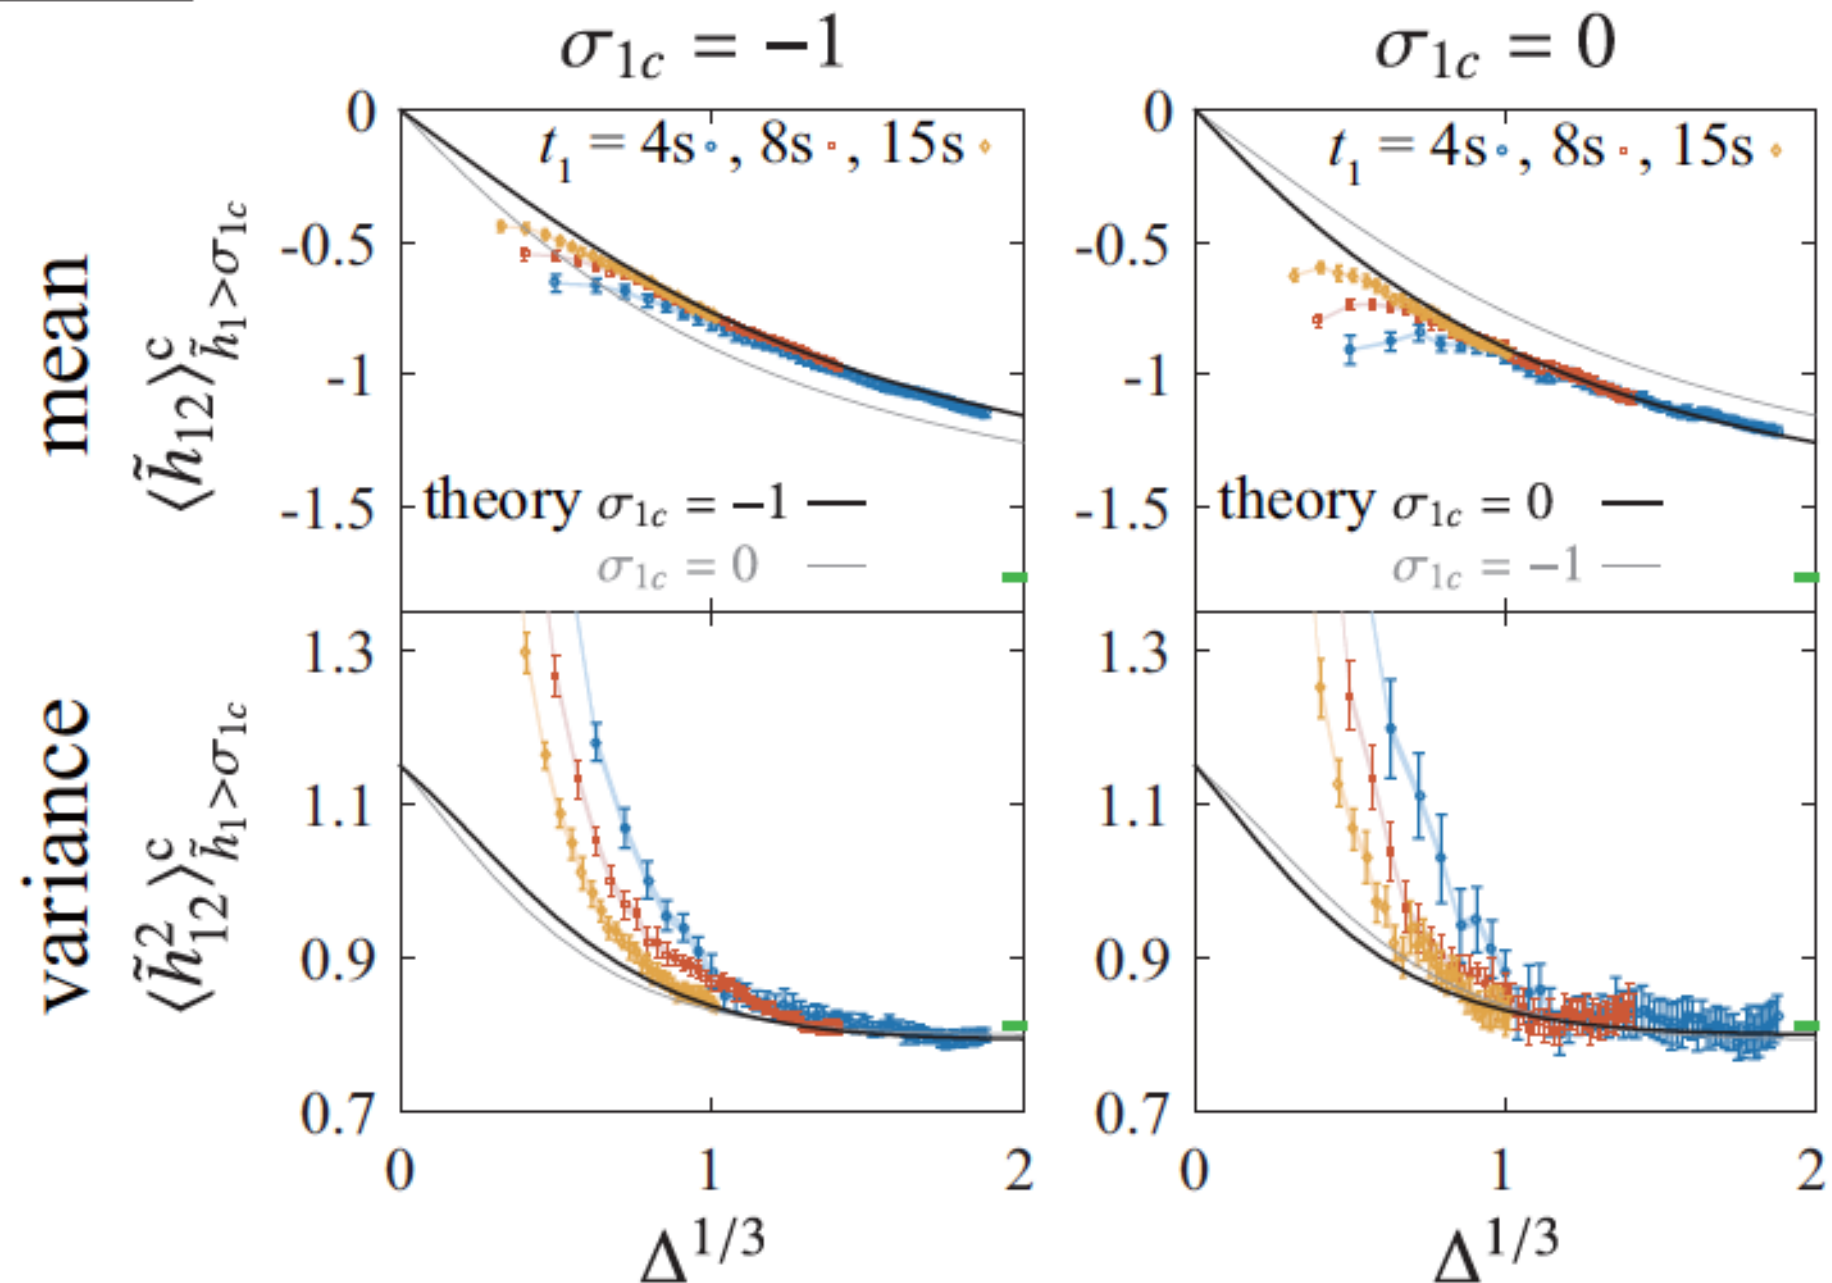 σ1c = −1
σ1c = 0
mean
⟨h̃12⟩ᶜh̃1>σ1c
0
-0.5
-1
-1.5
t1 = 4s, 8s, 15s
theory σ1c = −1
σ1c = 0
0
-0.5
-1
-1.5
t1 = 4s, 8s, 15s
theory σ1c = 0
σ1c = −1
variance
⟨h̃²12⟩ᶜh̃1>σ1c
1.3
1.1
0.9
0.7
1.3
1.1
0.9
0.7
0 1 2
0 1 2
Δ1/3
Δ1/3